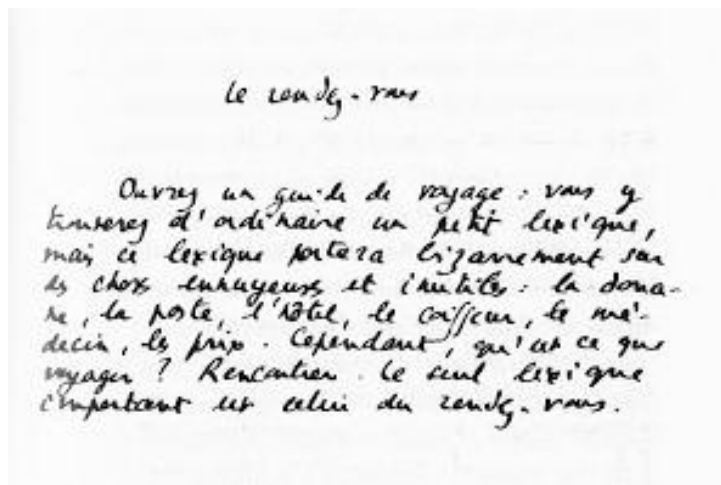 le rendez-vous
Ouvrez un guide de voyage : vous y
trouverez d'ordinaire un petit lexique,
mais ce lexique portera bizarrement sur
des choses ennuyeuses et inutiles : la doua-
ne, la poste, l'hôtel, le coiffeur, le mé-
decin, les prix. Cependant, qu'est ce que
voyager ? Rencontrer. Le seul lexique
important est celui du rendez-vous.